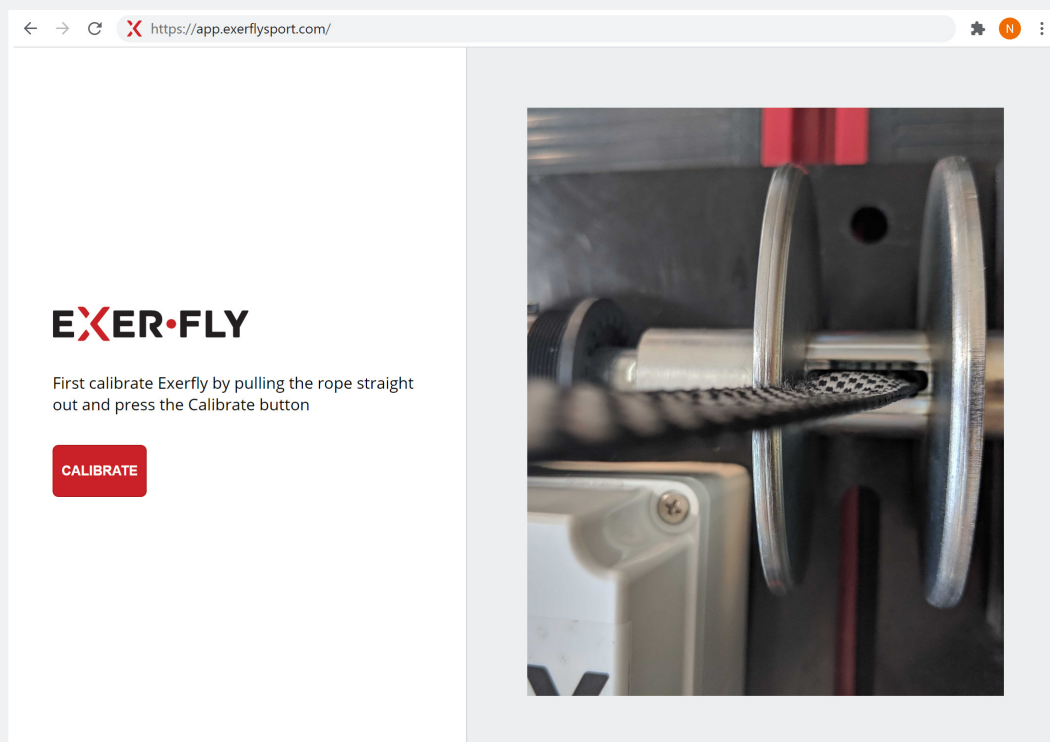 https://app.exerflysport.com/
N
EXER•FLY
First calibrate Exerfly by pulling the rope straight
out and press the Calibrate button
CALIBRATE